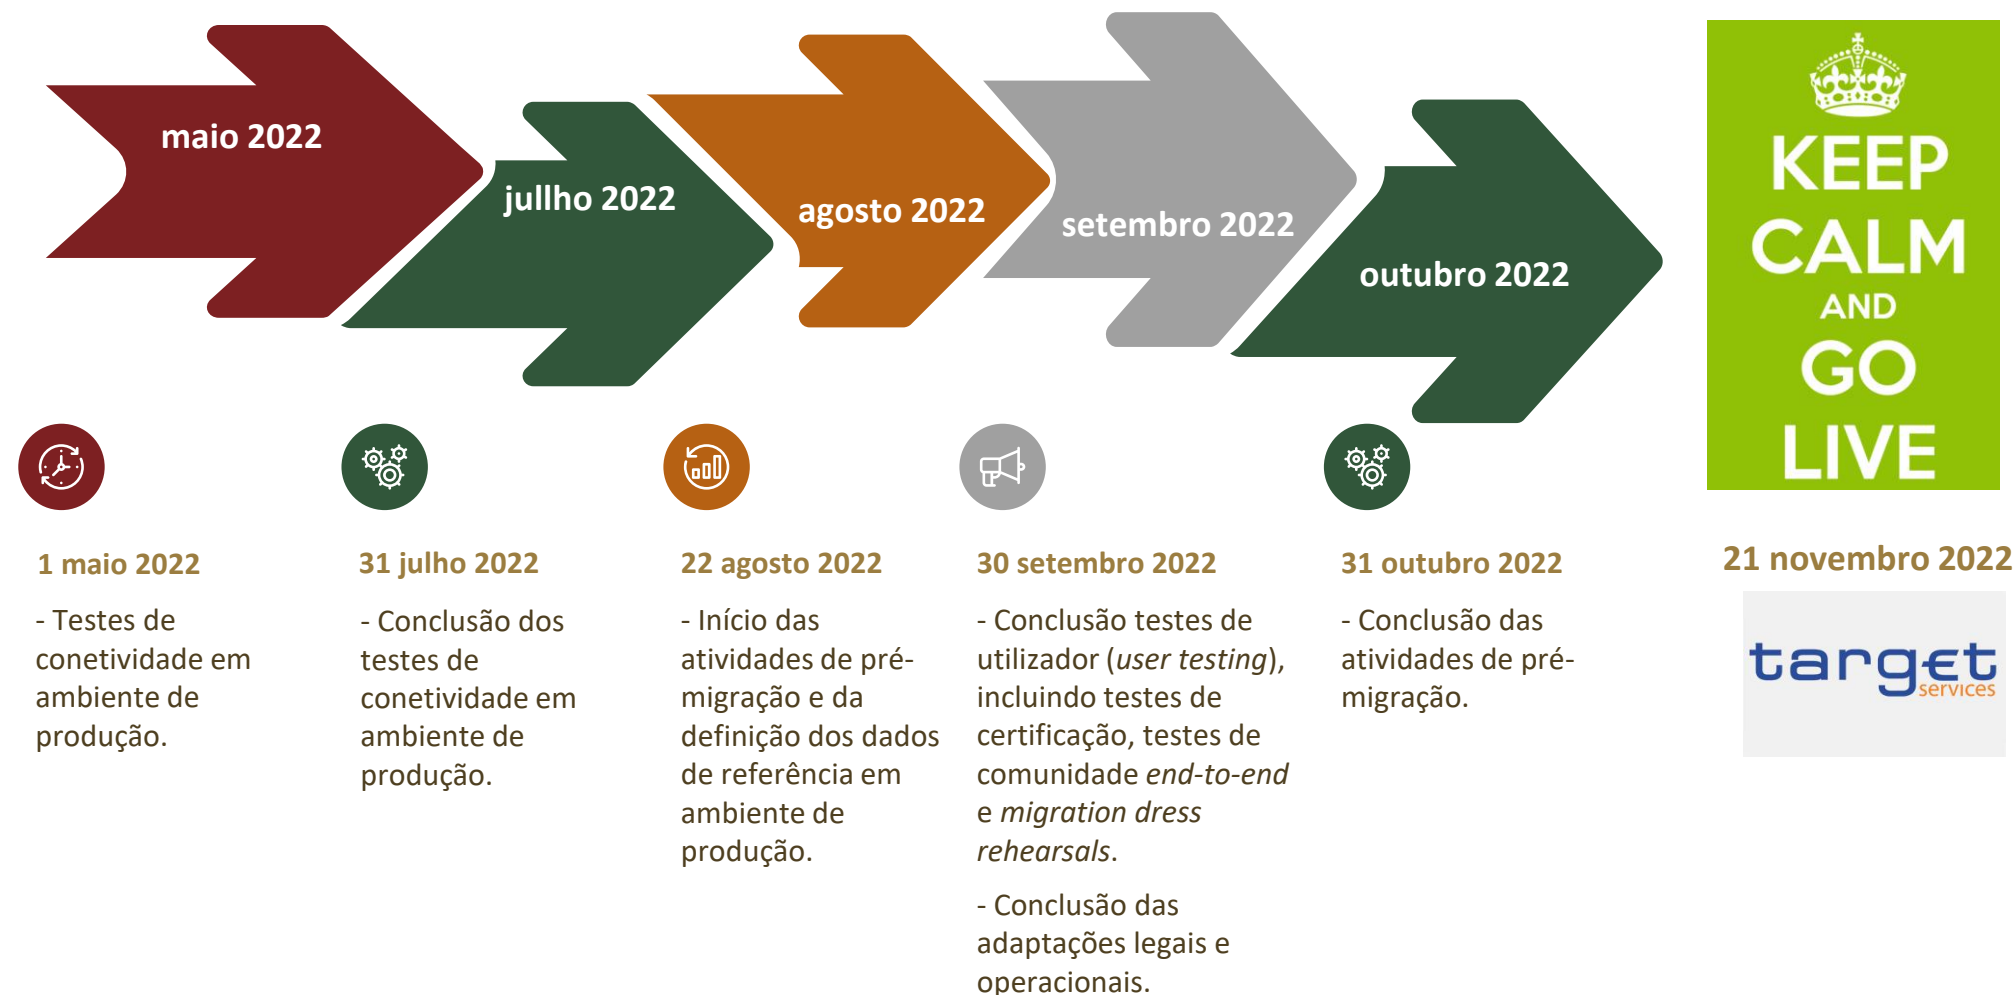 maio 2022
jullho 2022
agosto 2022
setembro 2022
outubro 2022
KEEP
CALM
AND
GO
LIVE
1 maio 2022
- Testes de
conetividade em
ambiente de
produção.
31 julho 2022
- Conclusão dos
testes de
conetividade em
ambiente de
produção.
22 agosto 2022
- Início das
atividades de pré-
migração e da
definição dos dados
de referência em
ambiente de
produção.
30 setembro 2022
- Conclusão testes de
utilizador (user testing),
incluindo testes de
certificação, testes de
comunidade end-to-end
e migration dress
rehearsals.
- Conclusão das
adaptações legais e
operacionais.
31 outubro 2022
- Conclusão das
atividades de pré-
migração.
21 novembro 2022
target
services